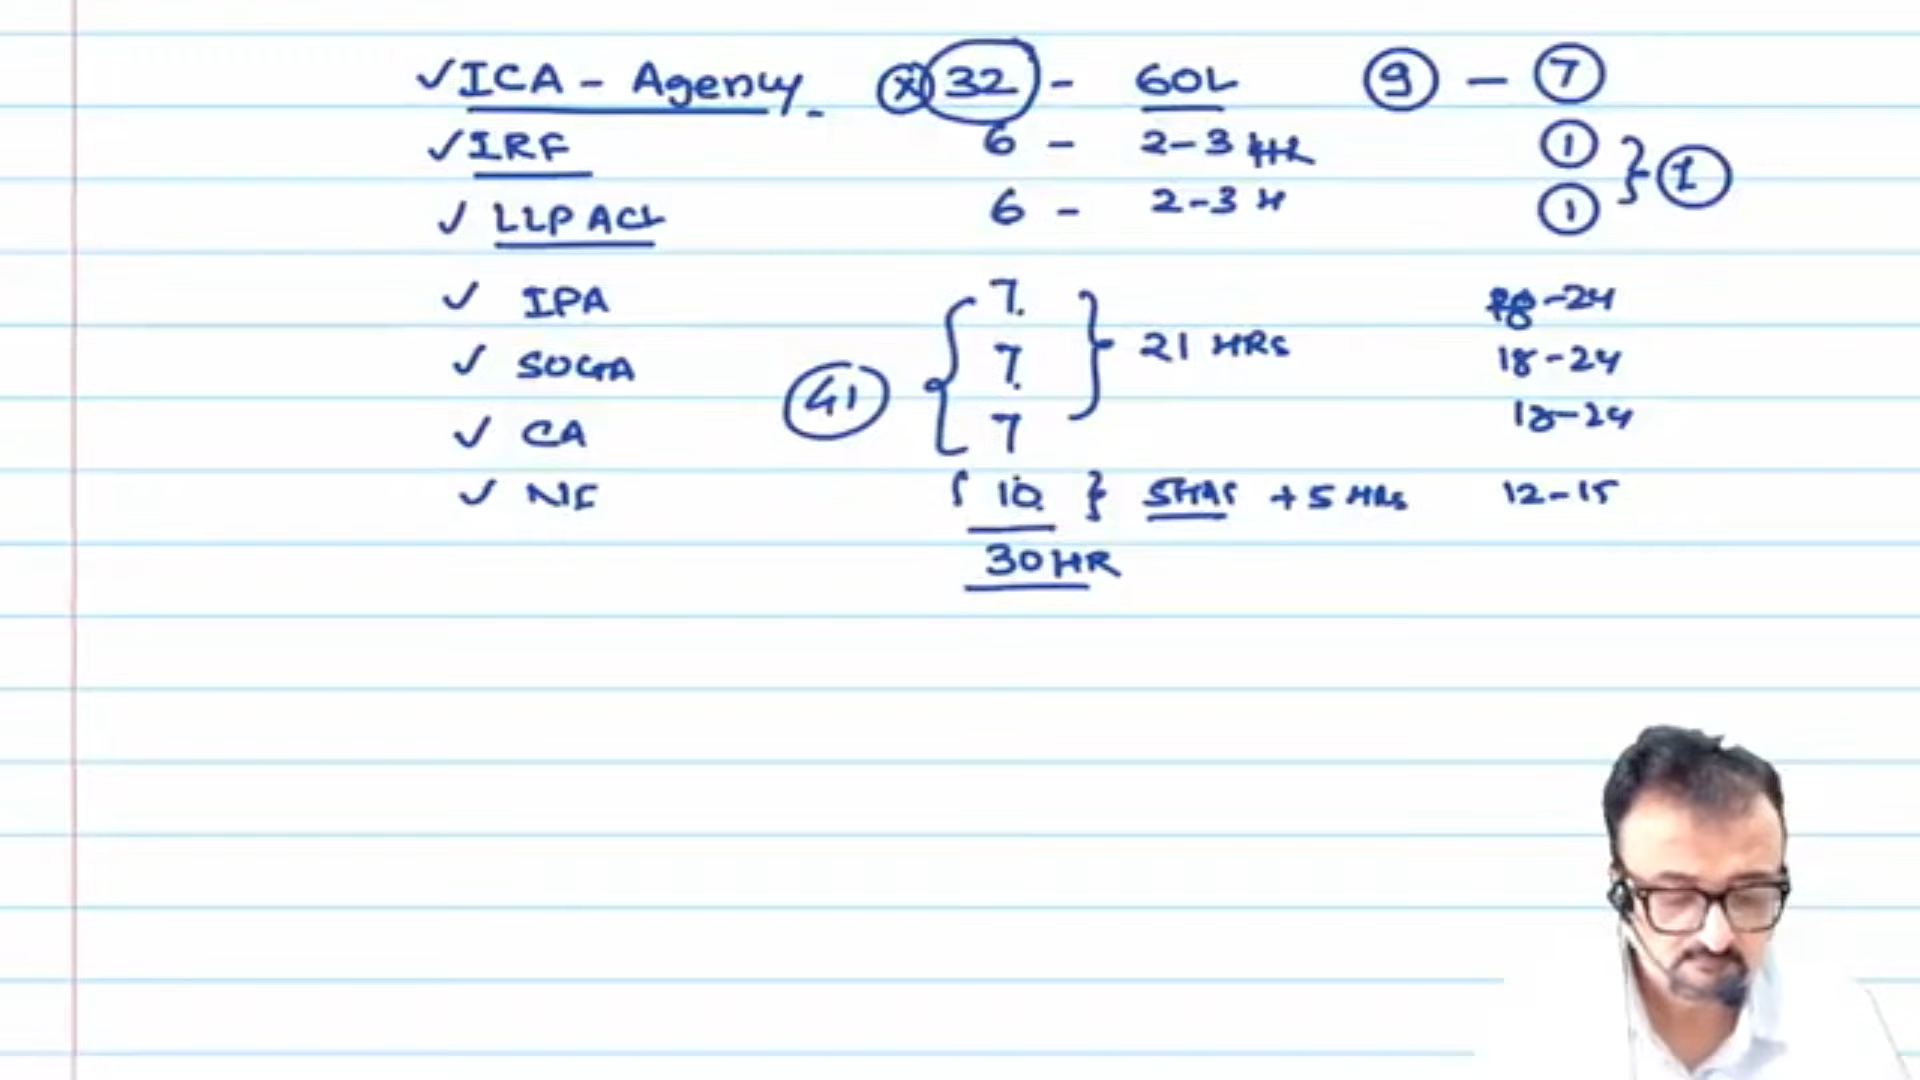 ✓ ICA - Agency. (x) 32 - 60L 9 - 7
✓ IRF 6 - 2-3 HR 1 } 1
✓ LLP ACt 6 - 2-3 H 1
✓ IPA { 7. } 18-24
✓ SOGA 41 7. 21 HRs 18-24
✓ CA 7 18-24
✓ NI { 10. } + 5 HRs 12-15
30 HR